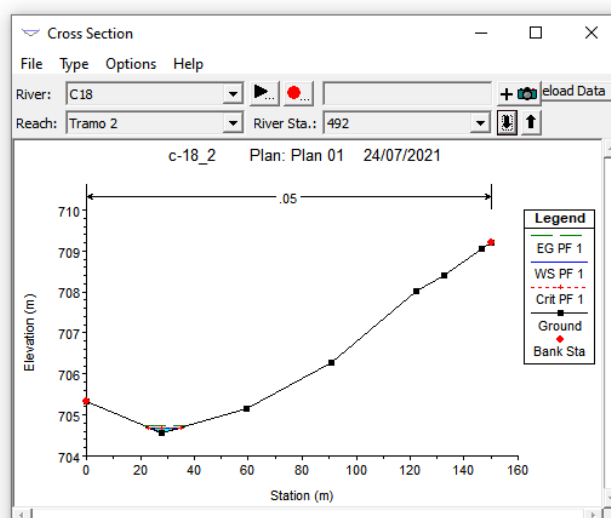 Cross Section
File Type Options Help
River: C18 eload Data
Reach: Tramo 2 River Sta.: 492
c-18_2 Plan: Plan 01 24/07/2021
.05
710
709
708
707
706
705
704
Elevation (m)
0 20 40 60 80 100 120 140 160
Station (m)
Legend
EG PF 1
WS PF 1
Crit PF 1
Ground
Bank Sta